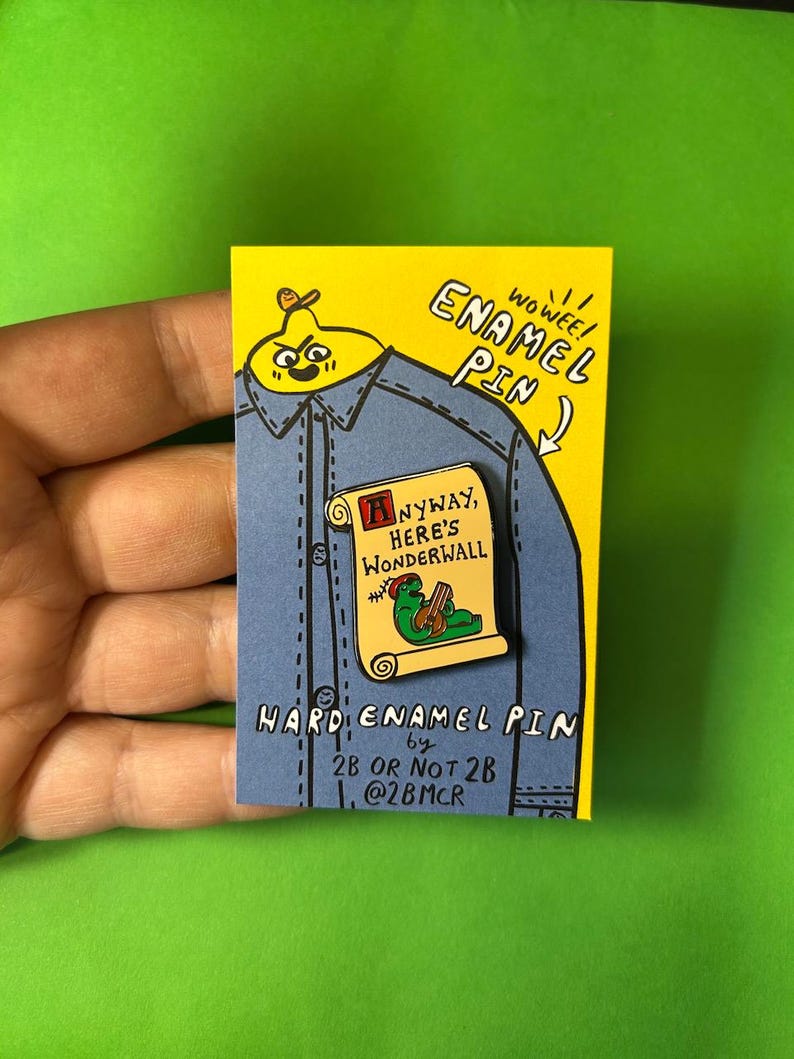 WOWEE!
ENAMEL
PIN
ANYWAY,
HERE'S
WONDERWALL
HARD ENAMEL PIN
by
2B OR NOT 2B
@2BMCR